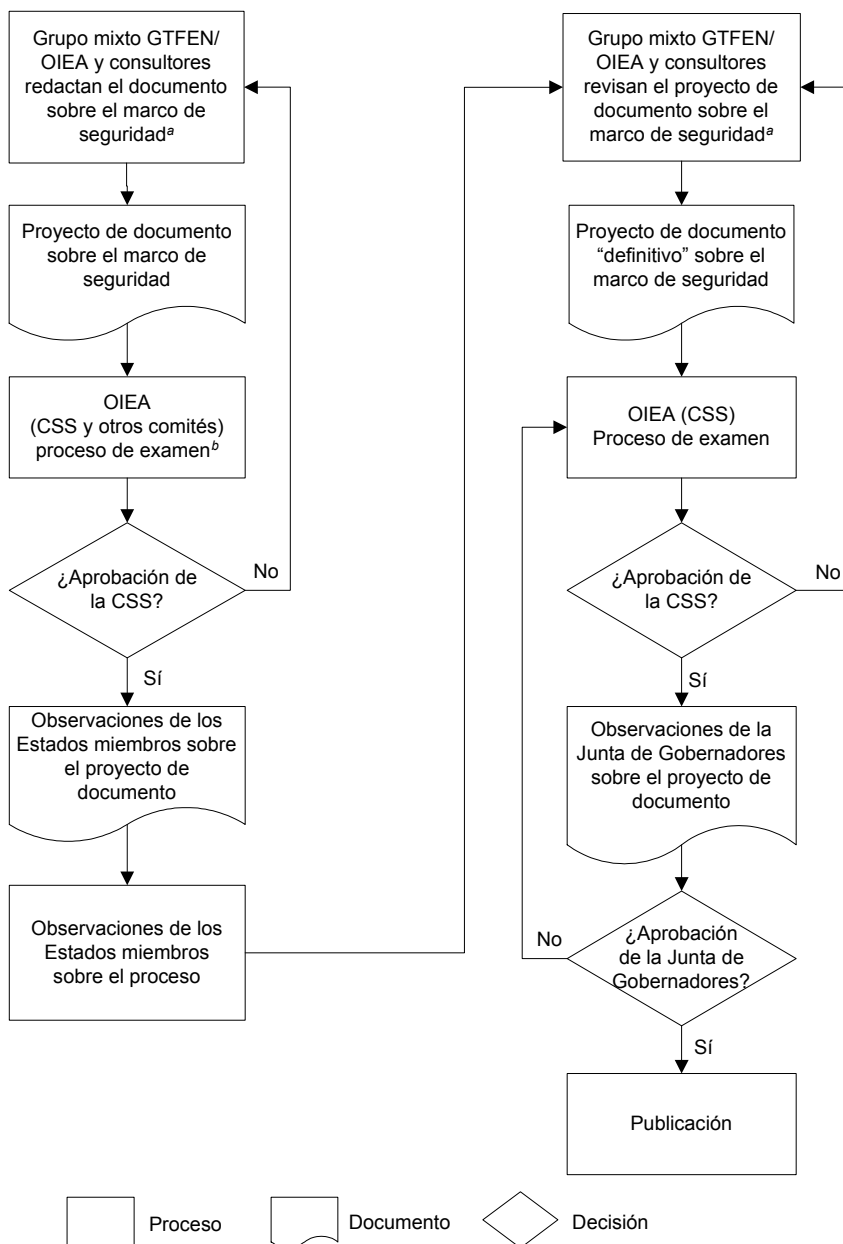 Grupo mixto GTFEN/
OIEA y consultores
redactan el documento
sobre el marco de
seguridadᵃ
Proyecto de documento
sobre el marco de
seguridad
OIEA
(CSS y otros comités)
proceso de examenᵇ
¿Aprobación de
la CSS?
No
Sí
Observaciones de los
Estados miembros sobre
el proyecto de
documento
Observaciones de los
Estados miembros
sobre el proceso
Grupo mixto GTFEN/
OIEA y consultores
revisan el proyecto de
documento sobre el
marco de seguridadᵃ
Proyecto de documento
“definitivo” sobre el
marco de seguridad
OIEA (CSS)
Proceso de examen
¿Aprobación de
la CSS?
No
Sí
Observaciones de la
Junta de Gobernadores
sobre el proyecto de
documento
No
¿Aprobación
de la Junta de
Gobernadores?
Sí
Publicación
Proceso
Documento
Decisión